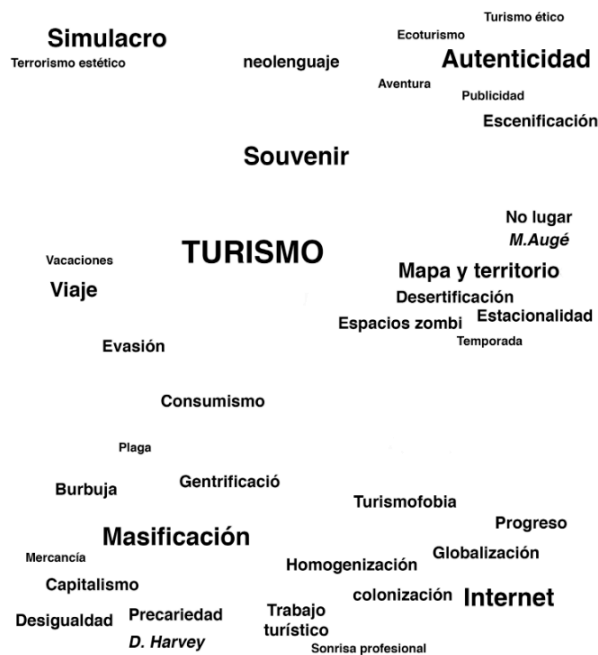 Turismo ético
Simulacro
Ecoturismo
Terrorismo estético
neolenguaje
Autenticidad
Aventura
Publicidad
Escenificación
Souvenir
No lugar
M.Augé
TURISMO
Vacaciones
Mapa y territorio
Viaje
Desertificación
Espacios zombi
Estacionalidad
Temporada
Evasión
Consumismo
Plaga
Gentrificació
Burbuja
Turismofobia
Progreso
Masificación
Mercancía
Globalización
Homogenización
Capitalismo
colonización
Internet
Desigualdad
Precariedad
Trabajo
turístico
D. Harvey
Sonrisa profesional